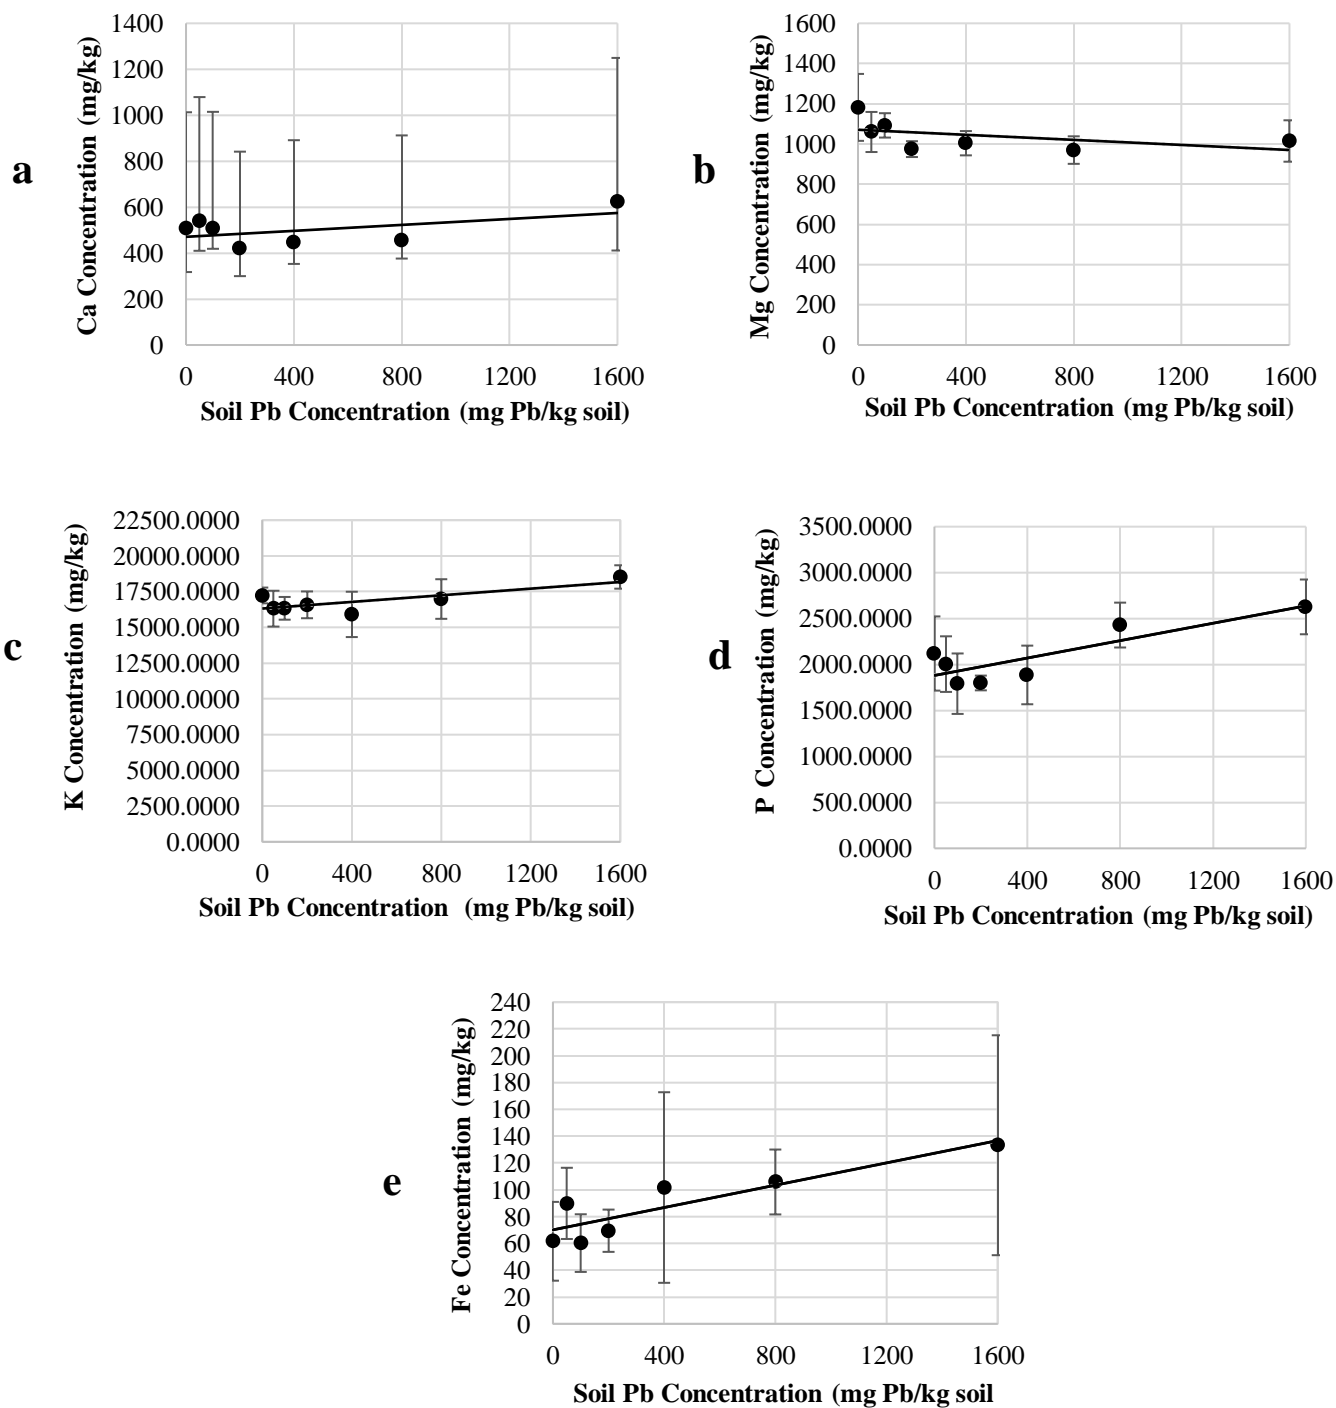 a
Ca Concentration (mg/kg)
1400
1200
1000
800
600
400
200
0
0 400 800 1200 1600
Soil Pb Concentration (mg Pb/kg soil)
b
Mg Concentration (mg/kg)
1600
1400
1200
1000
800
600
400
200
0
0 400 800 1200 1600
Soil Pb Concentration (mg Pb/kg soil)
c
K Concentration (mg/kg)
22500.0000
20000.0000
17500.0000
15000.0000
12500.0000
10000.0000
7500.0000
5000.0000
2500.0000
0.0000
0 400 800 1200 1600
Soil Pb Concentration (mg Pb/kg soil)
d
P Concentration (mg/kg)
3500.0000
3000.0000
2500.0000
2000.0000
1500.0000
1000.0000
500.0000
0.0000
0 400 800 1200 1600
Soil Pb Concentration (mg Pb/kg soil)
e
Fe Concentration (mg/kg)
240
220
200
180
160
140
120
100
80
60
40
20
0
0 400 800 1200 1600
Soil Pb Concentration (mg Pb/kg soil